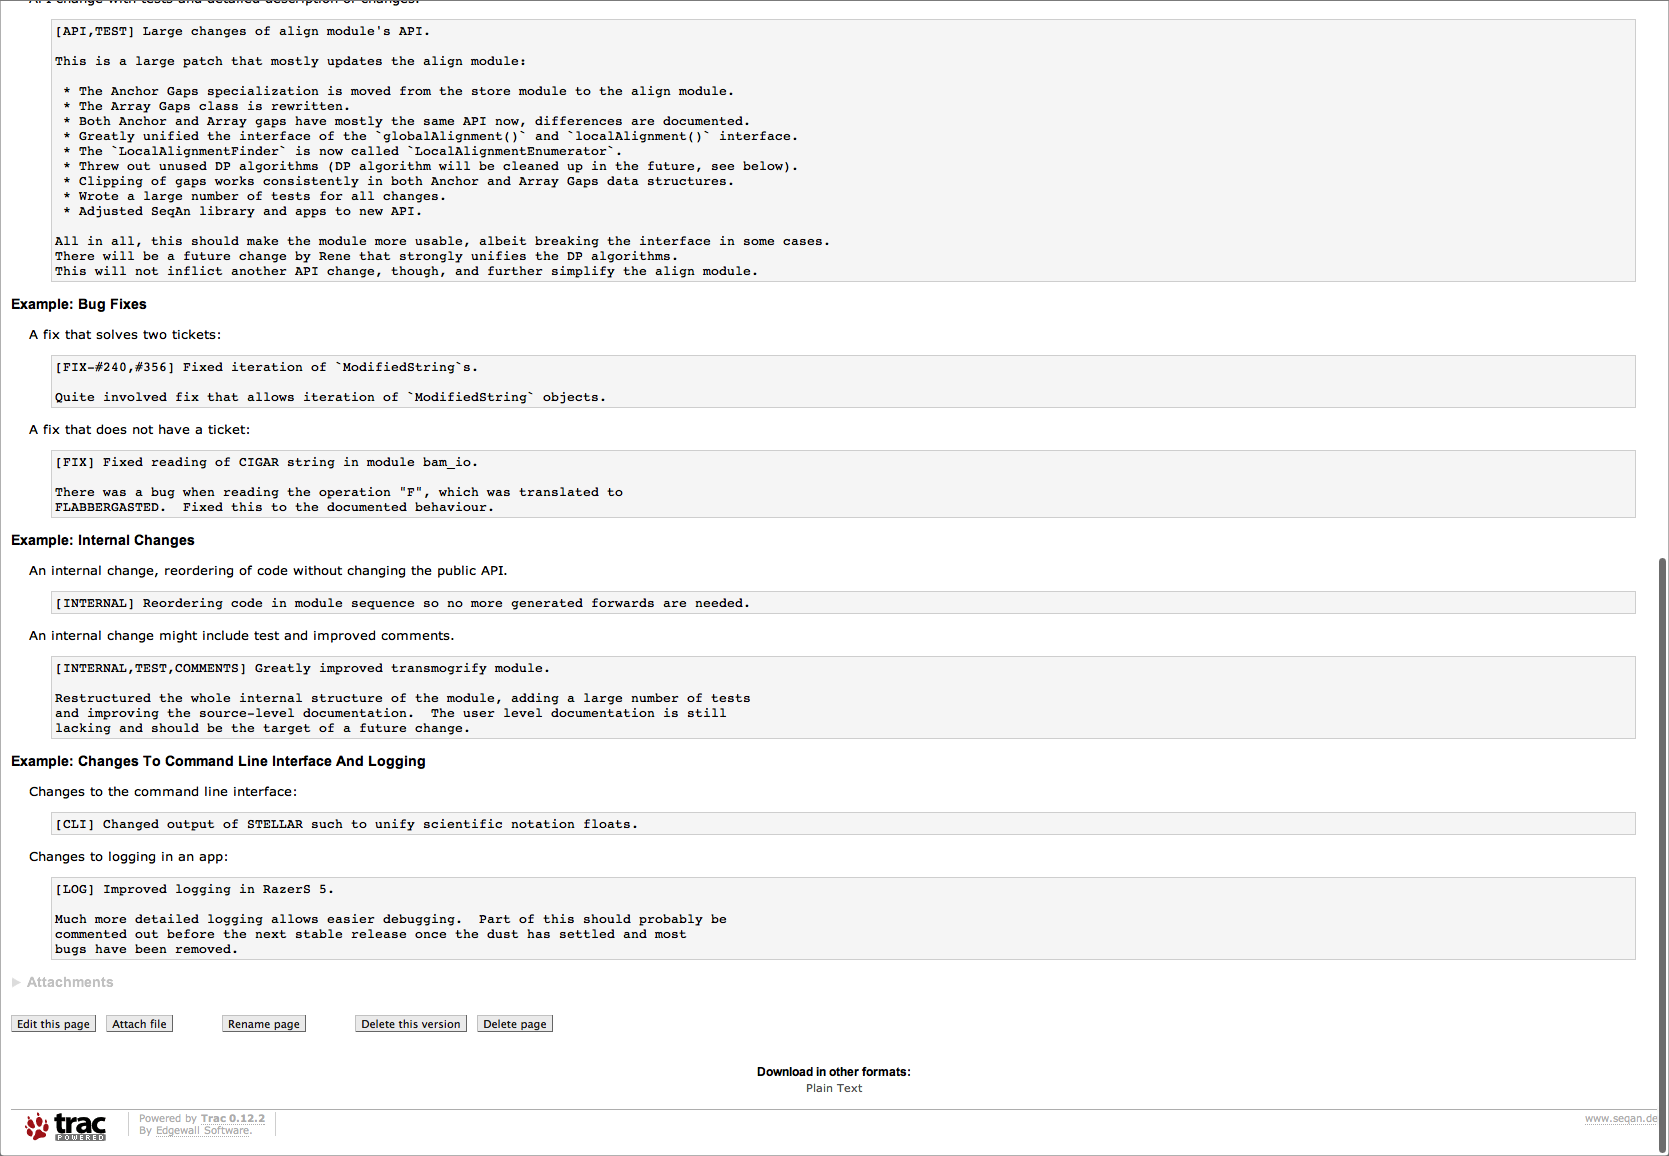 API change with tests and detailed description of changes:
[API,TEST] Large changes of align module's API.
This is a large patch that mostly updates the align module:
* The Anchor Gaps specialization is moved from the store module to the align module.
* The Array Gaps class is rewritten.
* Both Anchor and Array gaps have mostly the same API now, differences are documented.
* Greatly unified the interface of the `globalAlignment()` and `localAlignment()` interface.
* The `LocalAlignmentFinder` is now called `LocalAlignmentEnumerator`.
* Threw out unused DP algorithms (DP algorithm will be cleaned up in the future, see below).
* Clipping of gaps works consistently in both Anchor and Array Gaps data structures.
* Wrote a large number of tests for all changes.
* Adjusted SeqAn library and apps to new API.
All in all, this should make the module more usable, albeit breaking the interface in some cases.
There will be a future change by Rene that strongly unifies the DP algorithms.
This will not inflict another API change, though, and further simplify the align module.
Example: Bug Fixes
A fix that solves two tickets:
[FIX-#240,#356] Fixed iteration of `ModifiedString`s.
Quite involved fix that allows iteration of `ModifiedString` objects.
A fix that does not have a ticket:
[FIX] Fixed reading of CIGAR string in module bam_io.
There was a bug when reading the operation "F", which was translated to
FLABBERGASTED.  Fixed this to the documented behaviour.
Example: Internal Changes
An internal change, reordering of code without changing the public API.
[INTERNAL] Reordering code in module sequence so no more generated forwards are needed.
An internal change might include test and improved comments.
[INTERNAL,TEST,COMMENTS] Greatly improved transmogrify module.
Restructured the whole internal structure of the module, adding a large number of tests
and improving the source-level documentation.  The user level documentation is still
lacking and should be the target of a future change.
Example: Changes To Command Line Interface And Logging
Changes to the command line interface:
[CLI] Changed output of STELLAR such to unify scientific notation floats.
Changes to logging in an app:
[LOG] Improved logging in RazerS 5.
Much more detailed logging allows easier debugging.  Part of this should probably be
commented out before the next stable release once the dust has settled and most
bugs have been removed.
Attachments
Edit this page Attach file Rename page Delete this version Delete page
Download in other formats:
Plain Text
trac POWERED
Powered by Trac 0.12.2
By Edgewall Software.
www.seqan.de